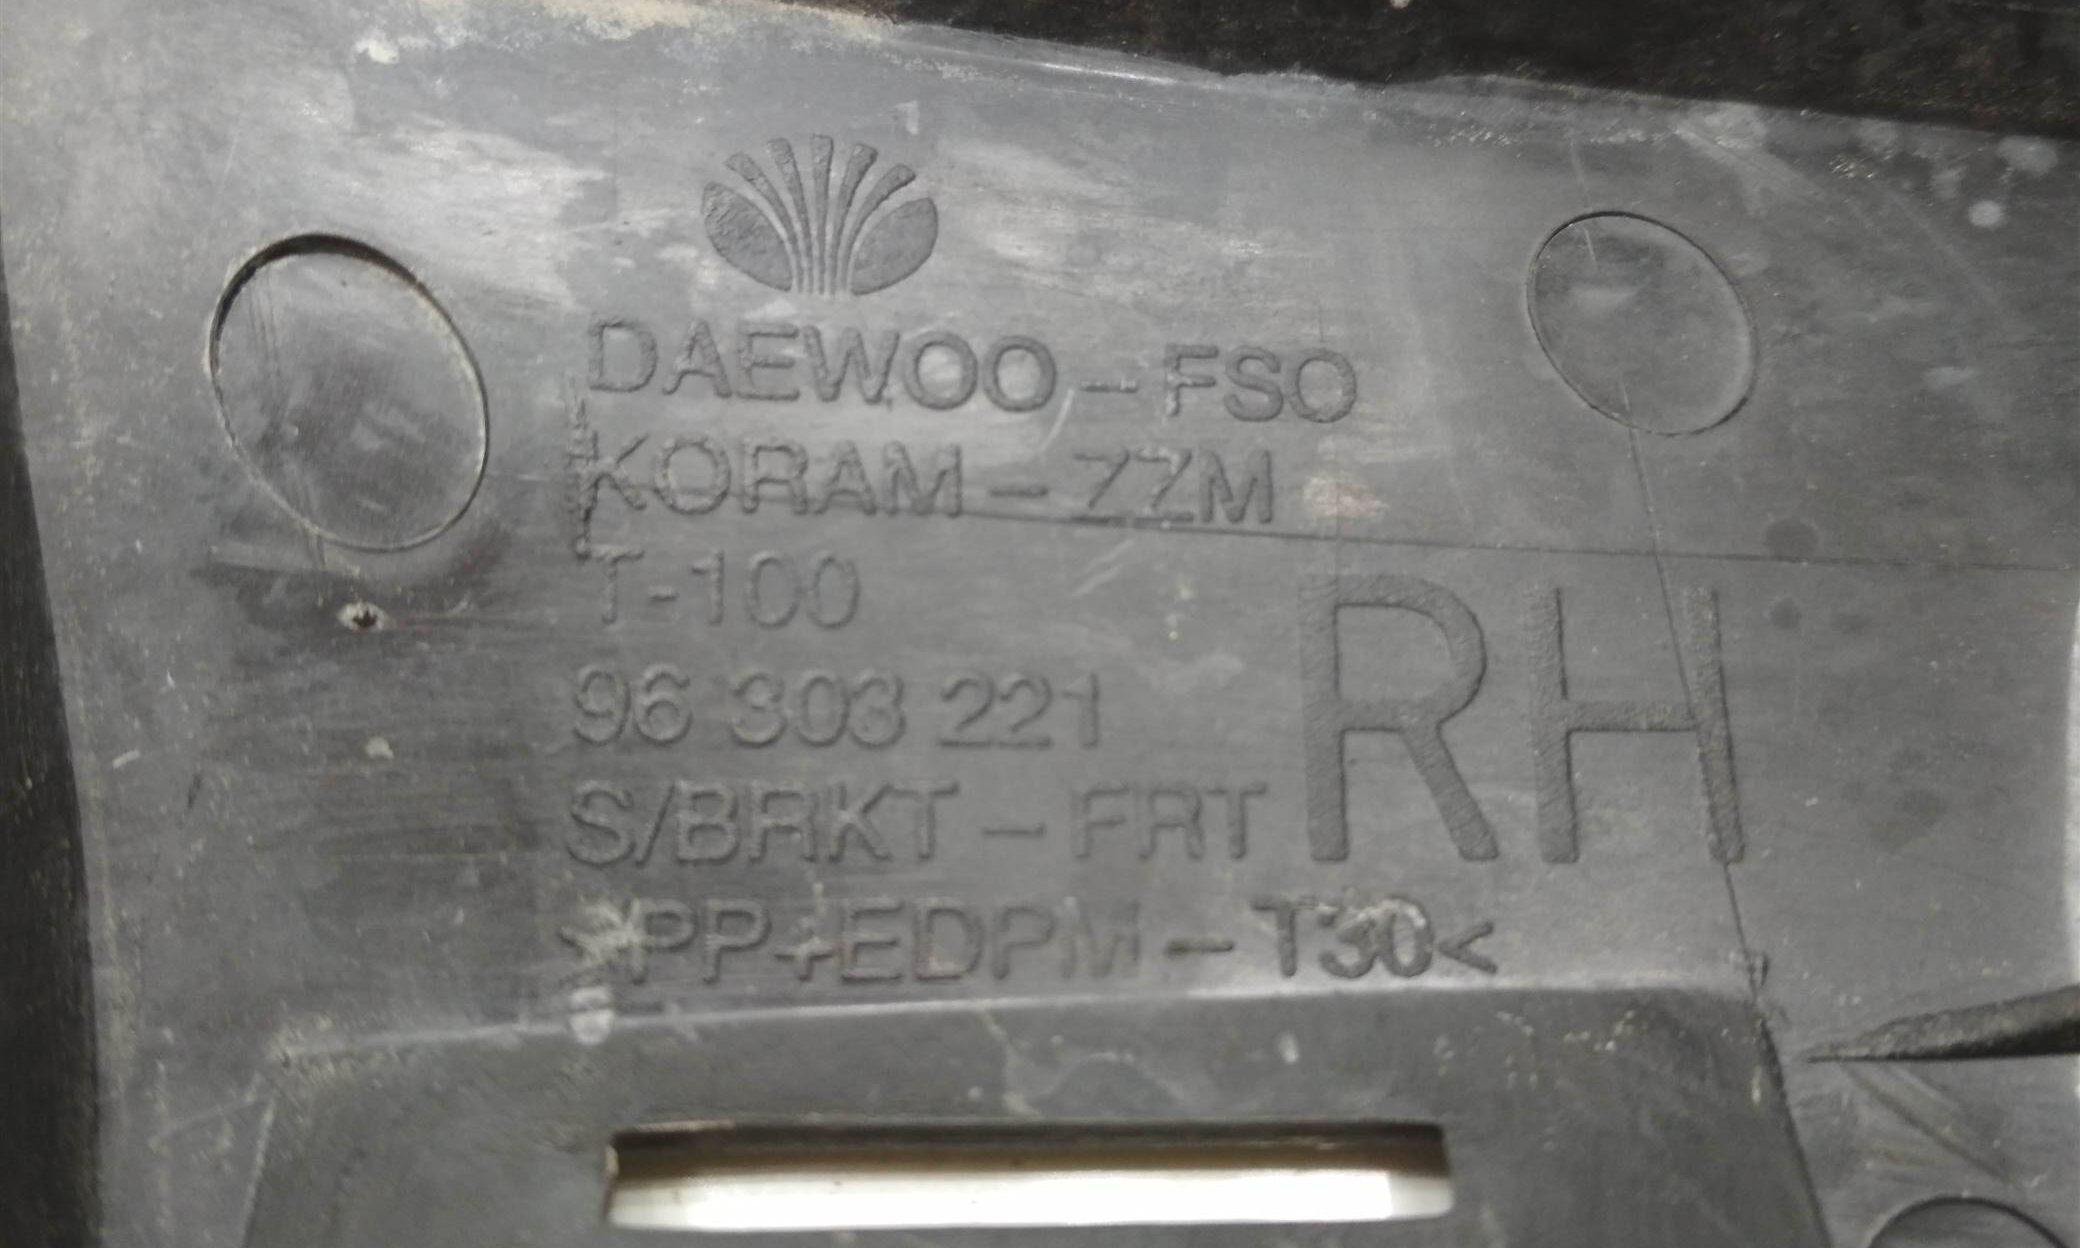 DAEWOO-FSO
KORAM-ZZM
T-100
96 303 221
S/BRKT-FRT
RH
>PP+EDPM-T30<